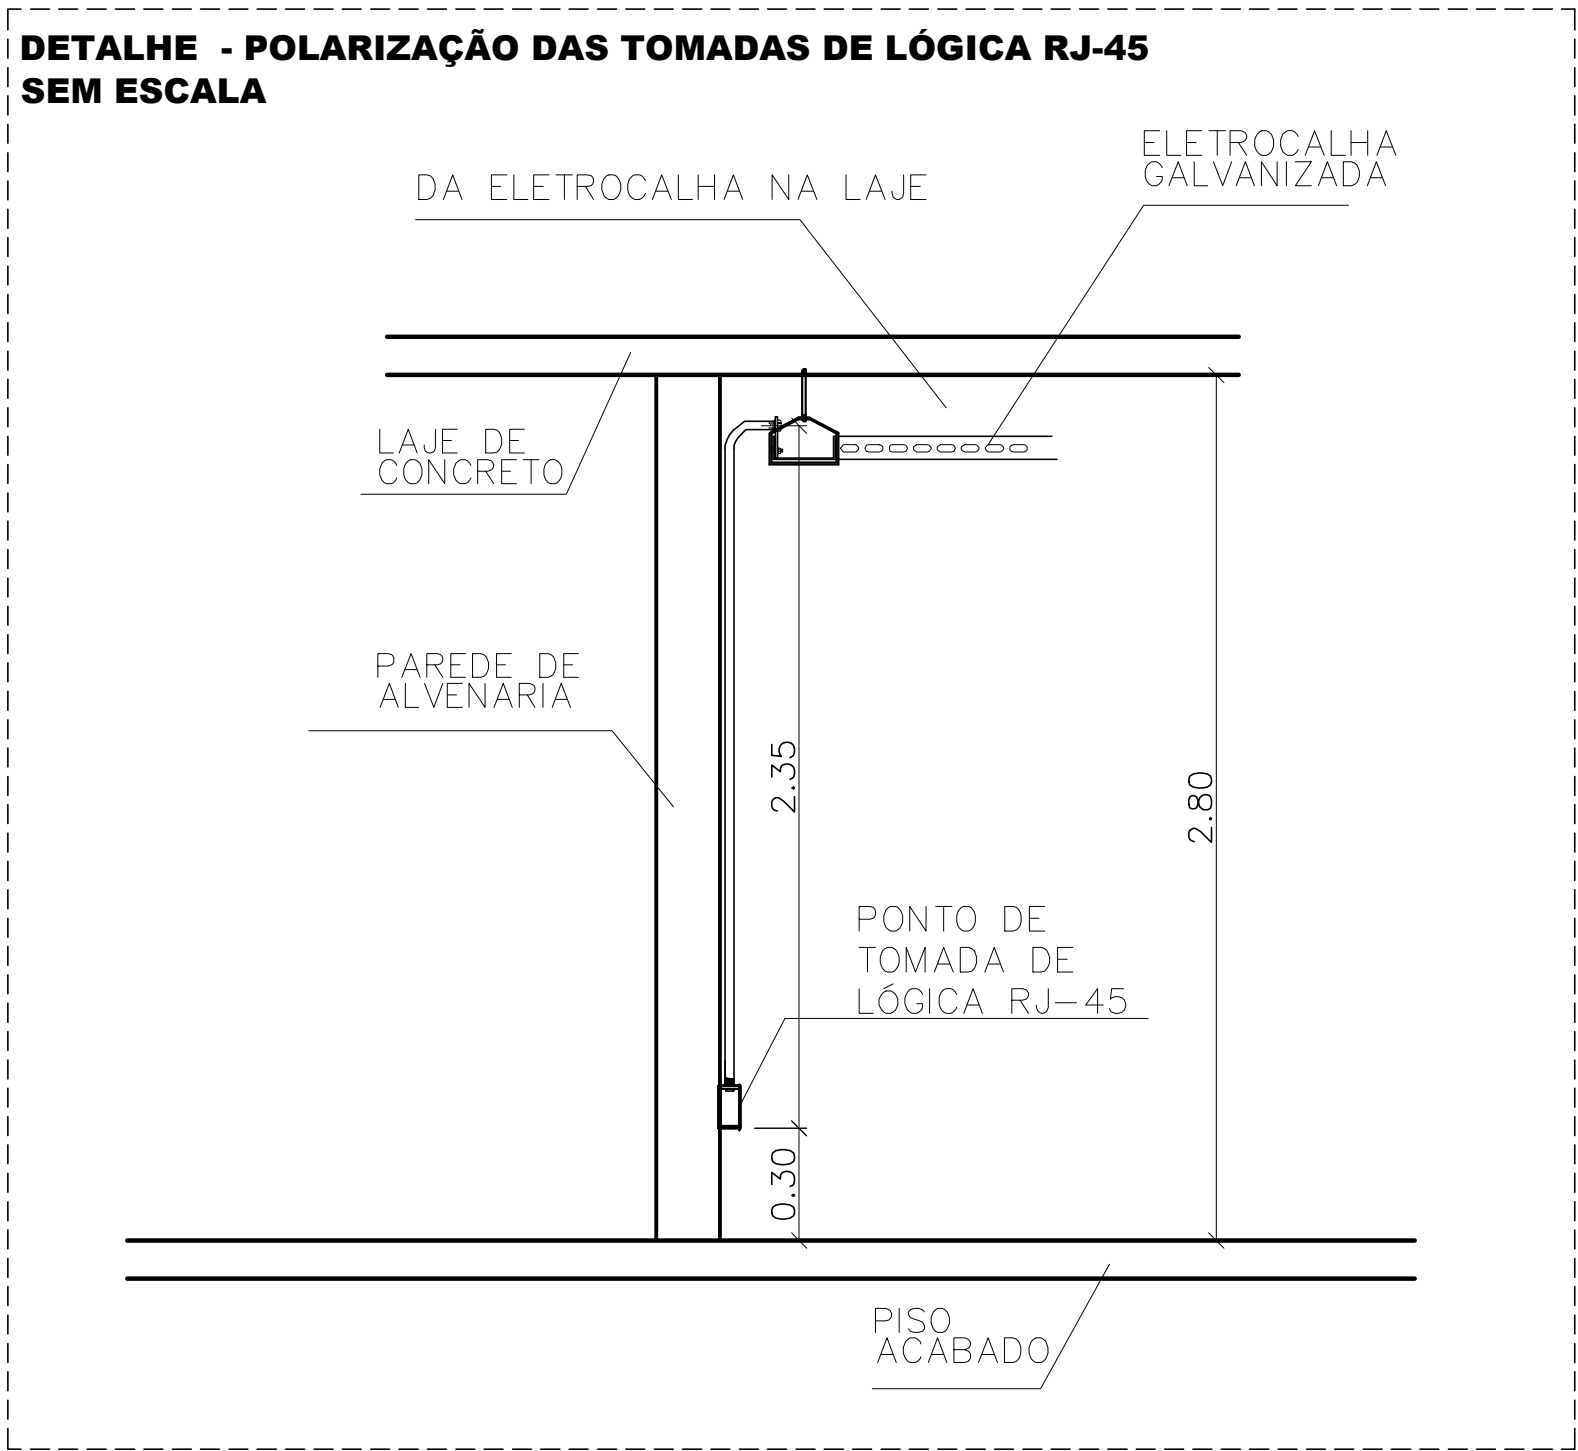 DETALHE - POLARIZAÇÃO DAS TOMADAS DE LÓGICA RJ-45
SEM ESCALA
ELETROCALHA
GALVANIZADA
DA ELETROCALHA NA LAJE
LAJE DE
CONCRETO
PAREDE DE
ALVENARIA
2.35
2.80
PONTO DE
TOMADA DE
LÓGICA RJ-45
0.30
PISO
ACABADO